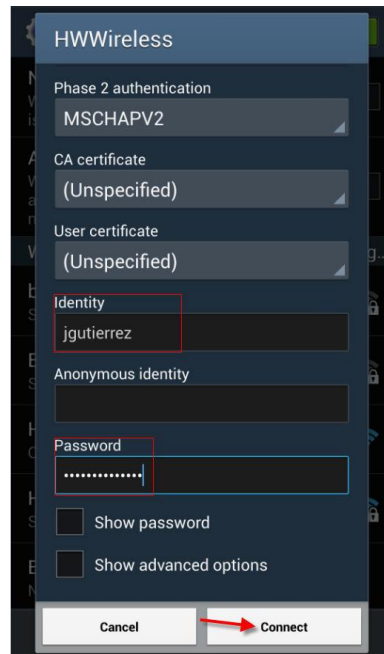 HWWireless
Phase 2 authentication
MSCHAPV2
CA certificate
(Unspecified)
User certificate
(Unspecified)
Identity
jgutierrez
Anonymous identity
Password
••••••••••••••
Show password
Show advanced options
Cancel
Connect